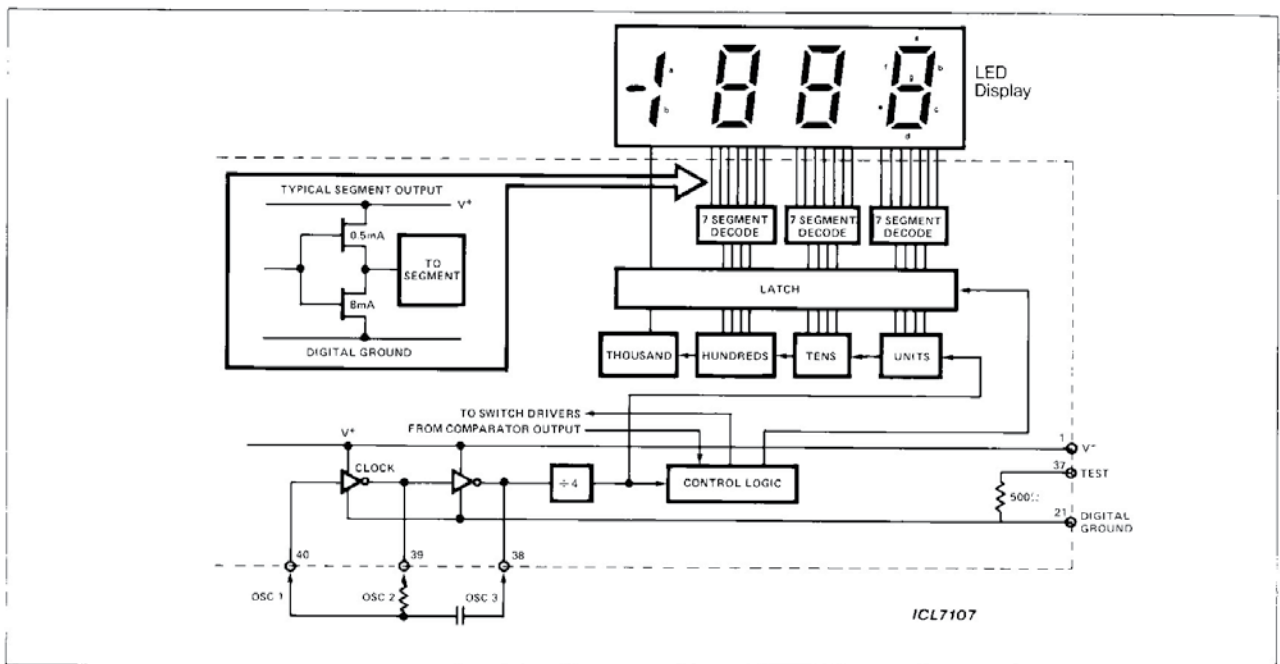 a
b
a
f
b
g
e
c
d
LED
Display
TYPICAL SEGMENT OUTPUT
V+
0.5mA
TO
SEGMENT
8mA
DIGITAL GROUND
7 SEGMENT
DECODE
7 SEGMENT
DECODE
7 SEGMENT
DECODE
LATCH
THOUSAND
HUNDREDS
TENS
UNITS
TO SWITCH DRIVERS
FROM COMPARATOR OUTPUT
V+
CLOCK
÷4
CONTROL LOGIC
1
V+
37
TEST
500Ω
21
DIGITAL
GROUND
40
39
38
OSC 1
OSC 2
OSC 3
ICL7107